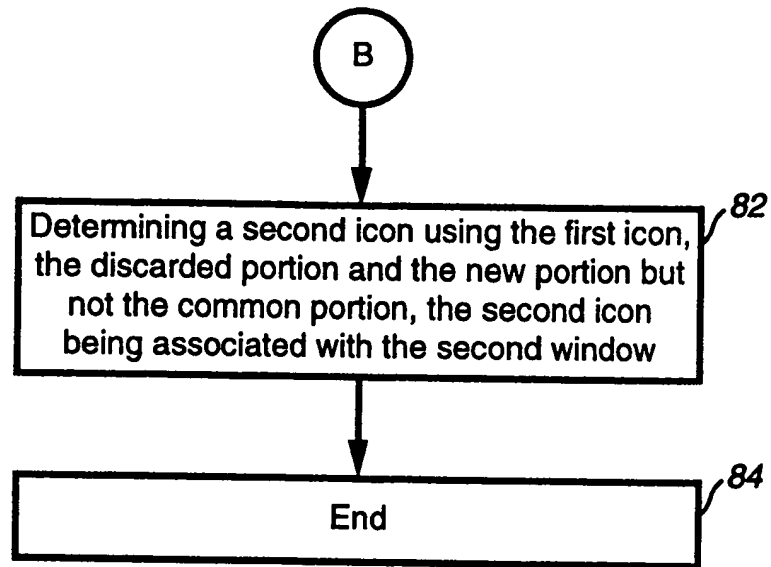 B
82
Determining a second icon using the first icon,
the discarded portion and the new portion but
not the common portion, the second icon
being associated with the second window
84
End